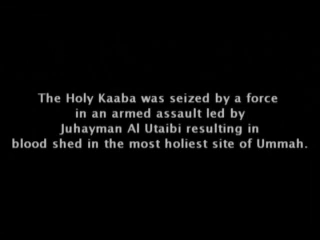 The Holy Kaaba was seized by a force
in an armed assault led by
Juhayman Al Utaibi resulting in
blood shed in the most holiest site of Ummah.